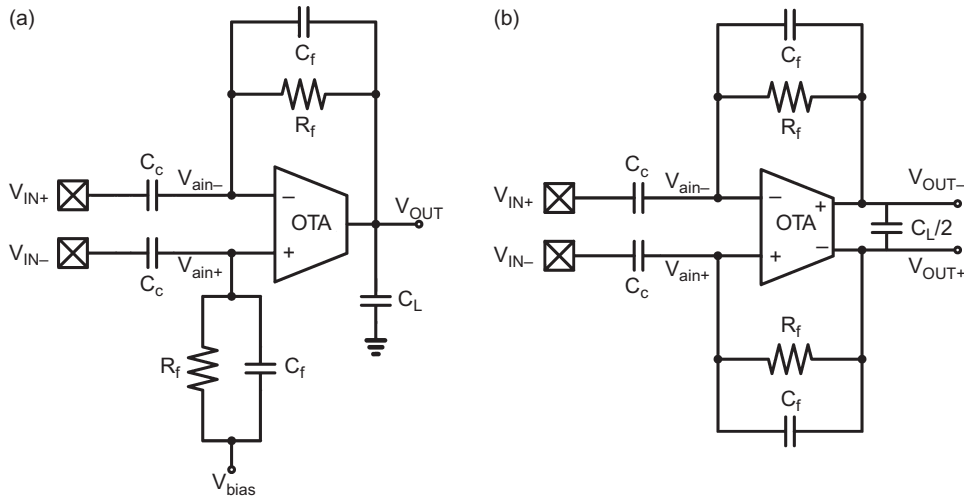 (a)
C_f
R_f
V_IN+
C_c
V_ain–
–
OTA
V_OUT
V_IN–
C_c
V_ain+
+
C_L
R_f
C_f
V_bias
(b)
C_f
R_f
V_IN+
C_c
V_ain–
–
OTA
+
V_OUT–
C_L/2
V_IN–
C_c
V_ain+
+
–
V_OUT+
R_f
C_f